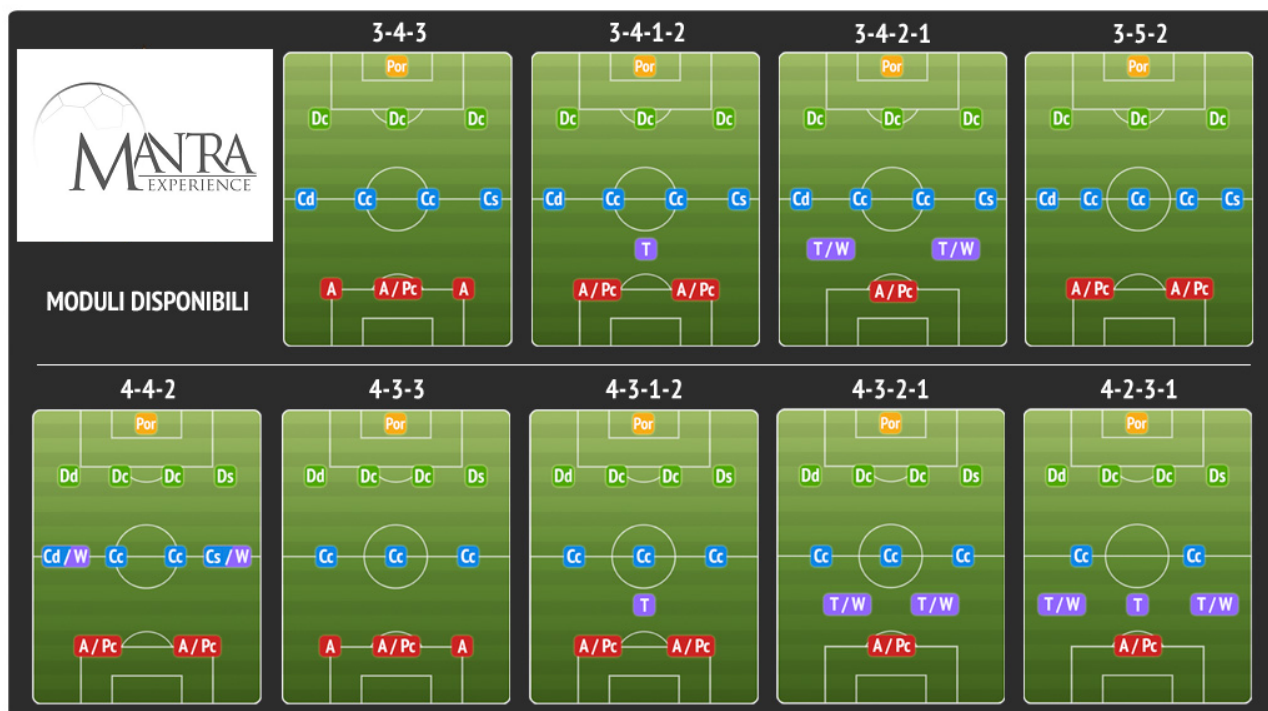 3-4-3 3-4-1-2 3-4-2-1 3-5-2
Por Por Por Por
MANTRA
EXPERIENCE
Dc Dc Dc Dc Dc Dc Dc Dc Dc Dc Dc Dc
Cd Cc Cc Cs Cd Cc Cc Cs Cd Cc Cc Cs Cd Cc Cc Cc Cs
T T / W T / W
MODULI DISPONIBILI
A A / Pc A A / Pc A / Pc A / Pc A / Pc A / Pc
4-4-2 4-3-3 4-3-1-2 4-3-2-1 4-2-3-1
Por Por Por Por Por
Dd Dc Dc Ds Dd Dc Dc Ds Dd Dc Dc Ds Dd Dc Dc Ds Dd Dc Dc Ds
Cd / W Cc Cc Cs / W Cc Cc Cc Cc Cc Cc Cc Cc Cc Cc Cc
T T / W T / W T / W T T / W
A / Pc A / Pc A A / Pc A A / Pc A / Pc A / Pc A / Pc